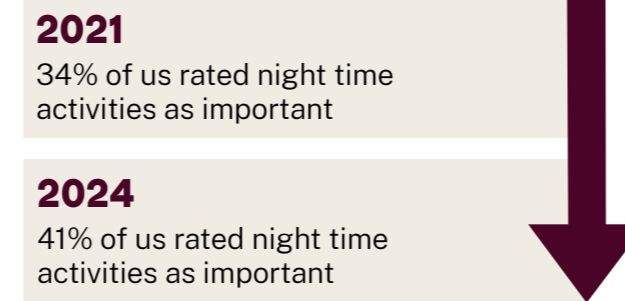 2021
34% of us rated night time
activities as important
2024
41% of us rated night time
activities as important